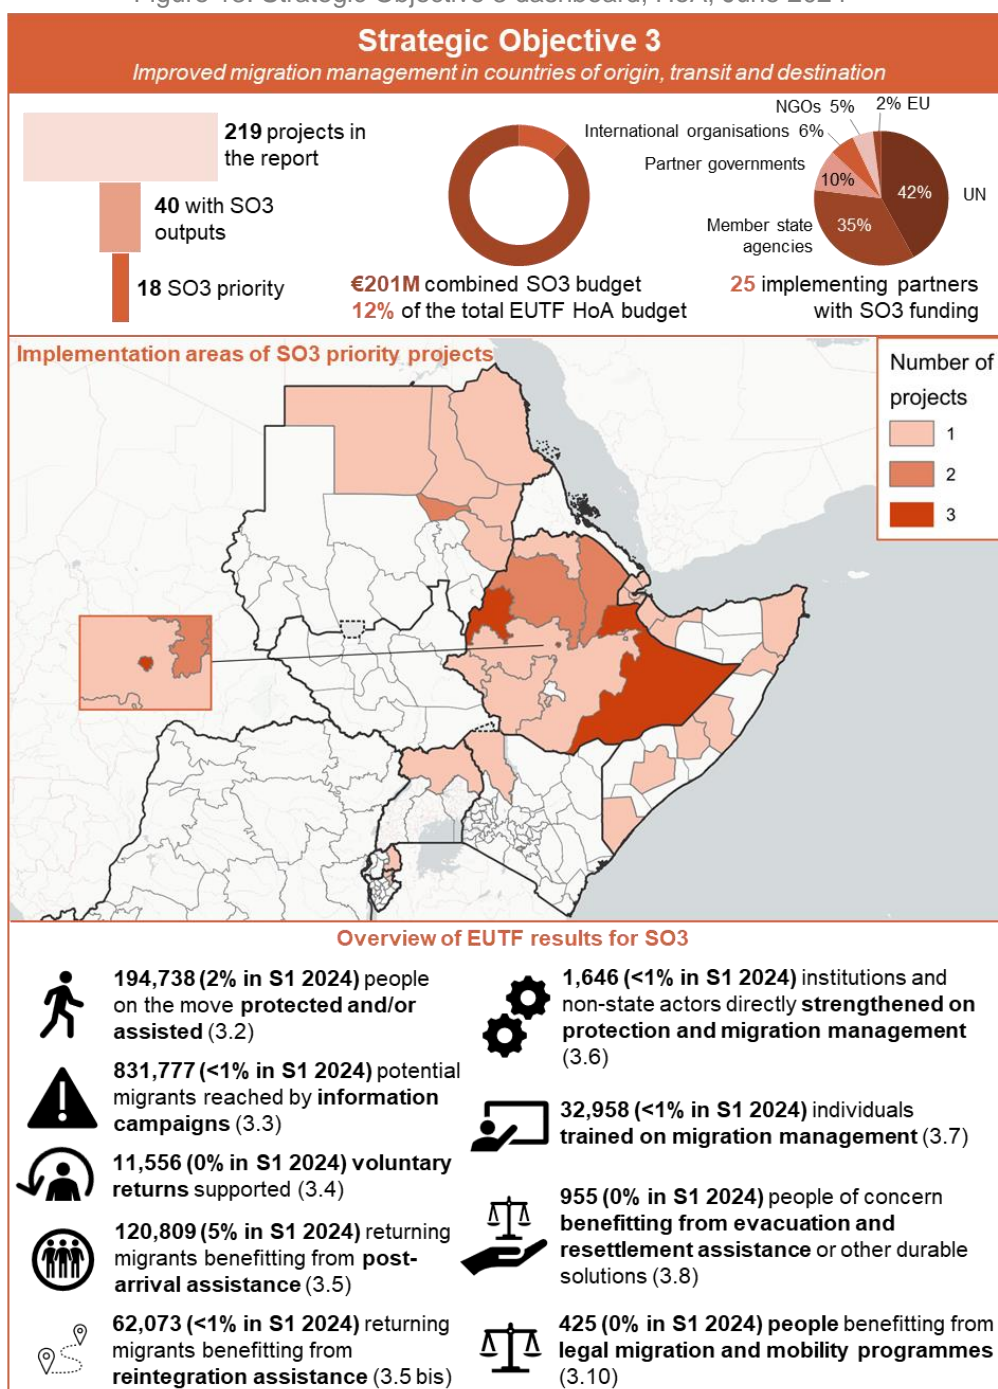 Figure 13: Strategic Objective 3 dashboard, HoA, June 2024
Strategic Objective 3
Improved migration management in countries of origin, transit and destination
219 projects in
the report
40 with SO3
outputs
18 SO3 priority
€201M combined SO3 budget
12% of the total EUTF HoA budget
NGOs 5%
2% EU
International organisations 6%
Partner governments
10%
42%
UN
Member state
agencies
35%
25 implementing partners
with SO3 funding
Implementation areas of SO3 priority projects
Number of
projects
1
2
3
Overview of EUTF results for SO3
194,738 (2% in S1 2024) people
on the move protected and/or
assisted (3.2)
831,777 (<1% in S1 2024) potential
migrants reached by information
campaigns (3.3)
11,556 (0% in S1 2024) voluntary
returns supported (3.4)
120,809 (5% in S1 2024) returning
migrants benefitting from post-
arrival assistance (3.5)
62,073 (<1% in S1 2024) returning
migrants benefitting from
reintegration assistance (3.5 bis)
1,646 (<1% in S1 2024) institutions and
non-state actors directly strengthened on
protection and migration management
(3.6)
32,958 (<1% in S1 2024) individuals
trained on migration management (3.7)
955 (0% in S1 2024) people of concern
benefitting from evacuation and
resettlement assistance or other durable
solutions (3.8)
425 (0% in S1 2024) people benefitting from
legal migration and mobility programmes
(3.10)